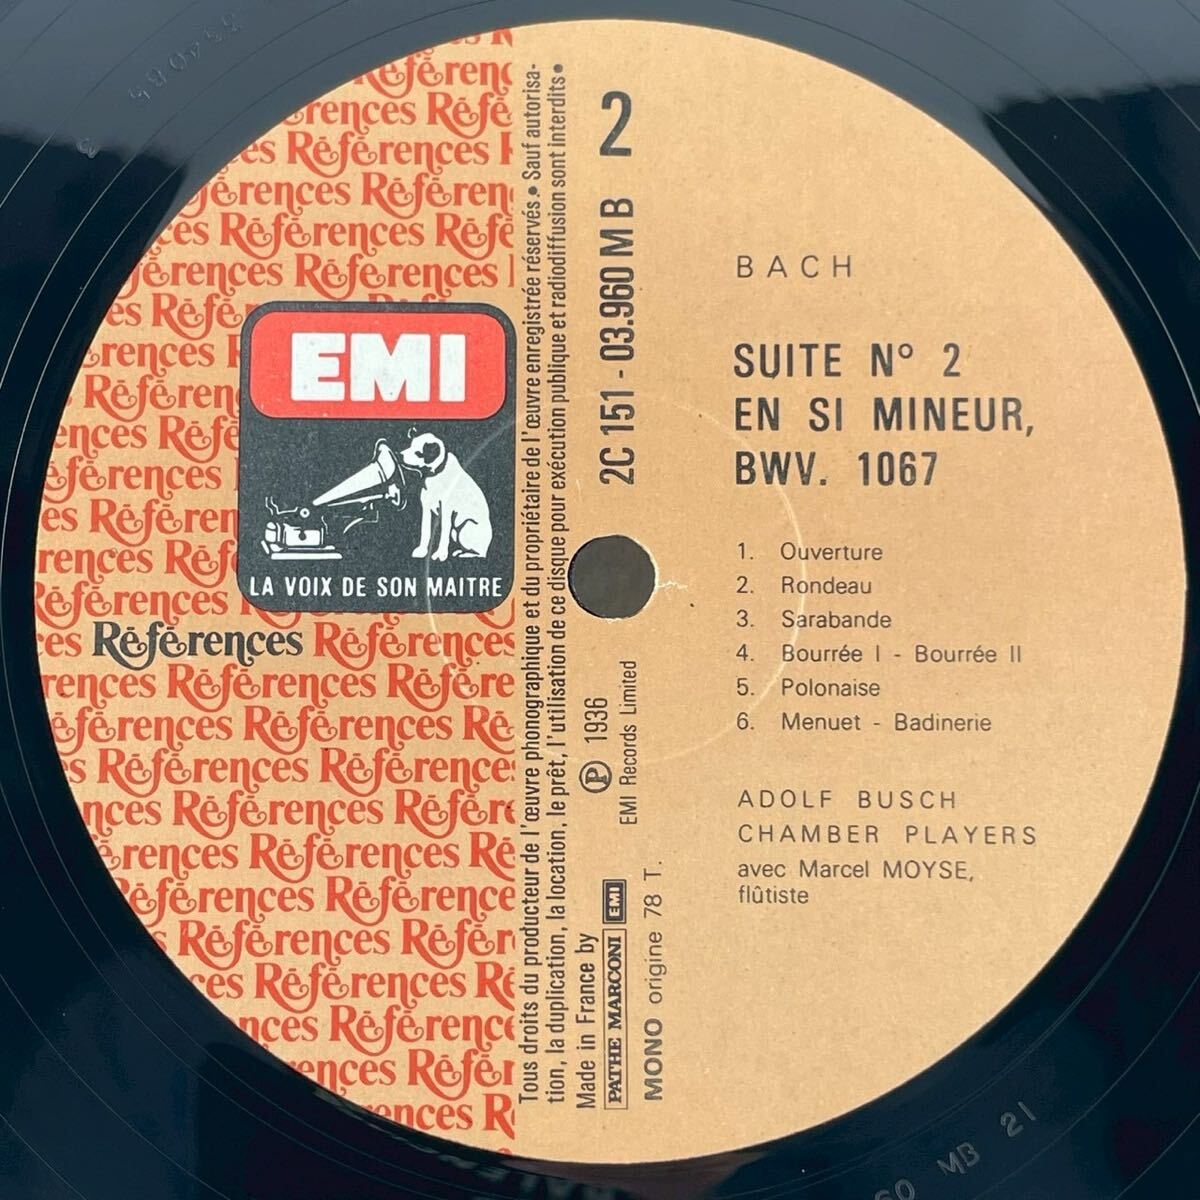 Références
EMI
LA VOIX DE SON MAITRE
Références
Tous droits du producteur de l'œuvre phonographique et du propriétaire de l'œuvre enregistrée réservés. • Sauf autorisa-
tion, la duplication, la location, le prêt, l'utilisation de ce disque pour exécution publique et radiodiffusion sont interdits •
Made in France by
PATHE MARCONI EMI
℗ 1936
EMI Records Limited
MONO origine 78 T.
2C 151 - 03.960 M B 2
BACH
SUITE N° 2
EN SI MINEUR,
BWV. 1067
1. Ouverture
2. Rondeau
3. Sarabande
4. Bourrée I - Bourrée II
5. Polonaise
6. Menuet - Badinerie
ADOLF BUSCH
CHAMBER PLAYERS
avec Marcel MOYSE,
flûtiste
60 MB 21